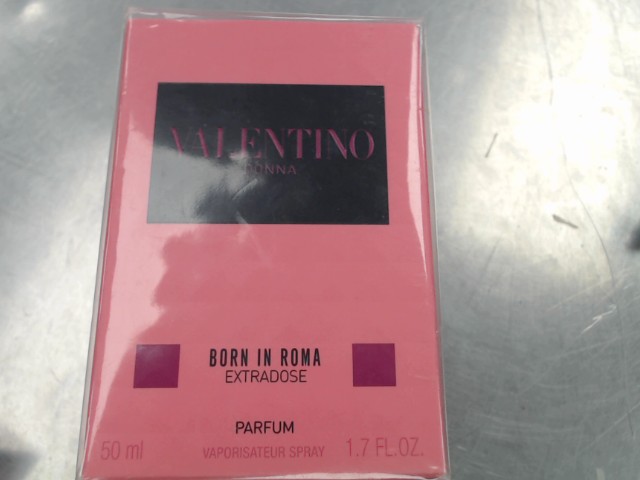 VALENTINO
DONNA
BORN IN ROMA
EXTRADOSE
PARFUM
50 ml VAPORISATEUR SPRAY 1.7 FL.OZ.